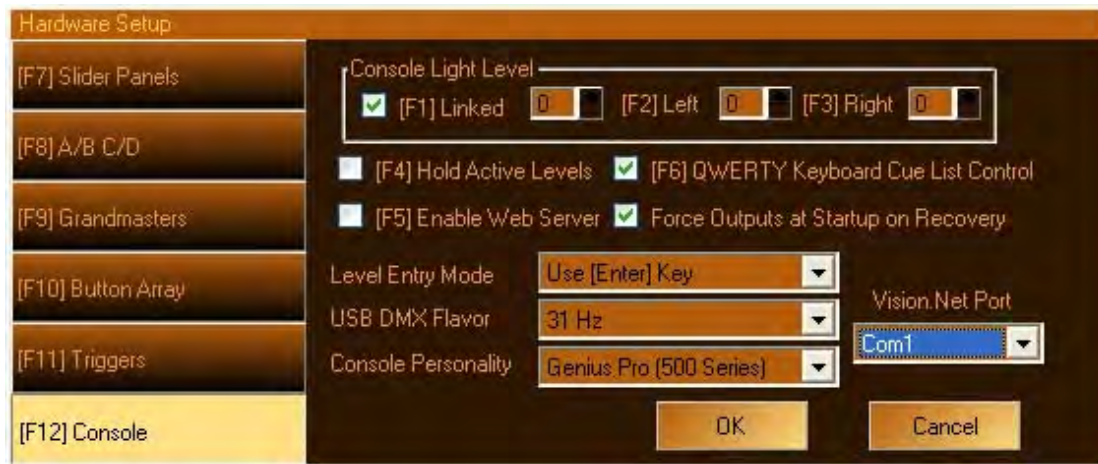 Hardware Setup
[F7] Slider Panels
[F8] A/B C/D
[F9] Grandmasters
[F10] Button Array
[F11] Triggers
[F12] Console
Console Light Level
[F1] Linked 0 [F2] Left 0 [F3] Right 0
[F4] Hold Active Levels [F6] QWERTY Keyboard Cue List Control
[F5] Enable Web Server Force Outputs at Startup on Recovery
Level Entry Mode Use [Enter] Key
USB DMX Flavor 31 Hz
Console Personality Genius Pro (500 Series)
Vision.Net Port
Com1
OK Cancel